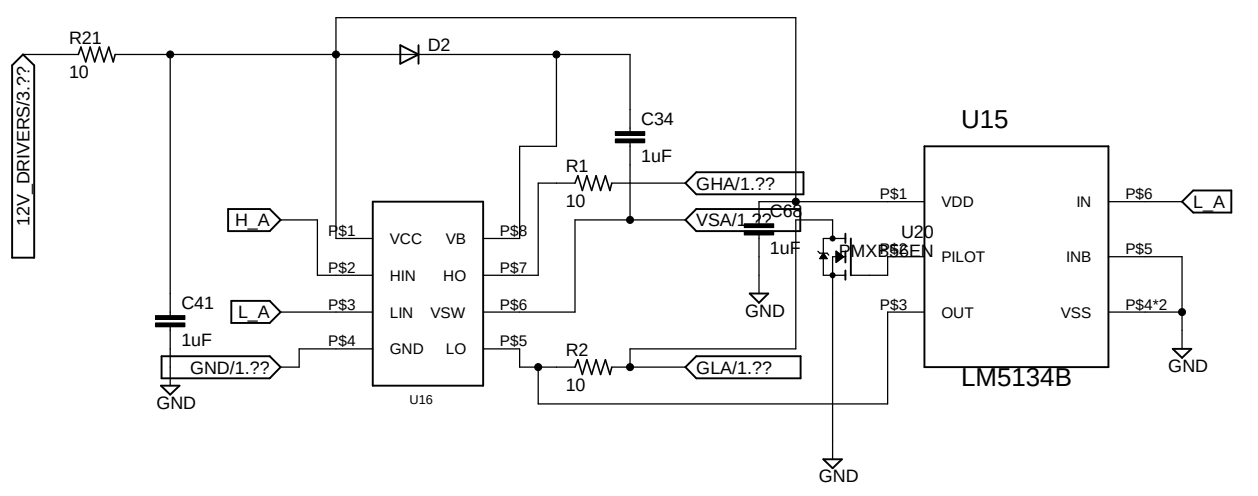 R21
10
12V_DRIVERS/3.??
D2
C34
1uF
R1
10
GHA/1.??
VSA/1.??
C68
1uF
H_A
L_A
GND/1.??
C41
1uF
GND
P$1
P$2
P$3
P$4
VCC
HIN
LIN
GND
VB
HO
VSW
LO
P$8
P$7
P$6
P$5
U16
R2
10
GLA/1.??
GND
U20
GND
U15
P$1
P$3
VDD
PILOT
OUT
IN
INB
VSS
P$6
P$5
P$4*2
L_A
GND
LM5134B